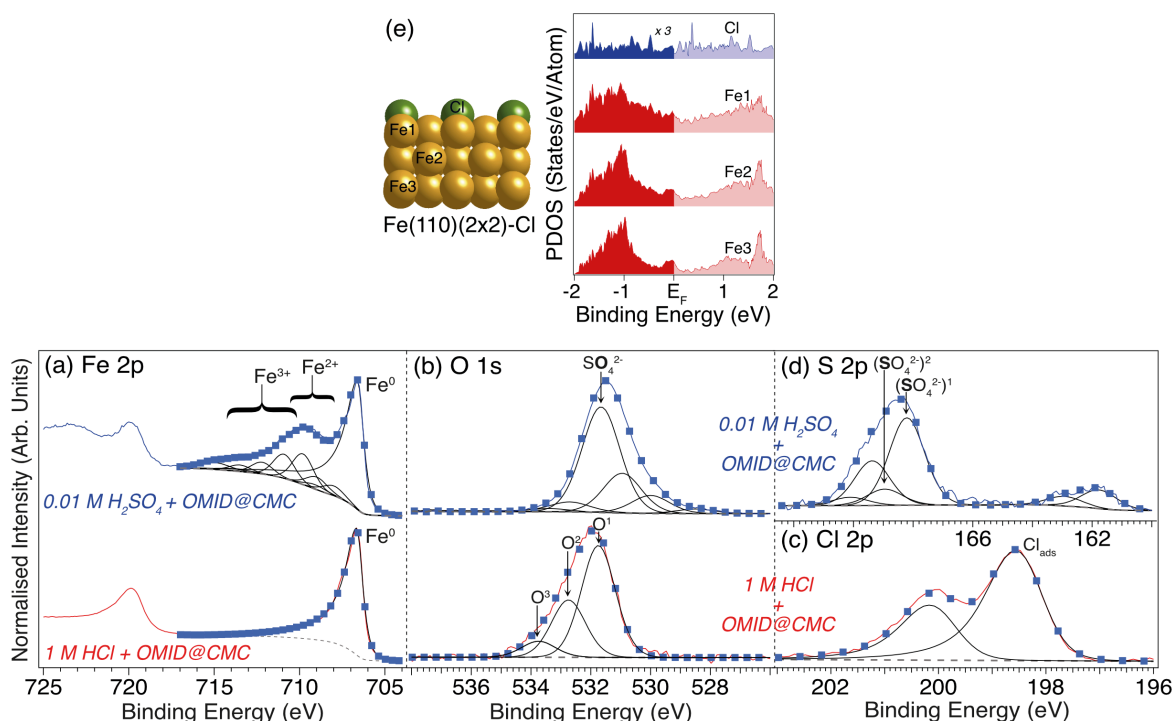 (e)
Cl
Fe1
Fe2
Fe3
Fe(110)(2x2)-Cl
PDOS (States/eV/Atom)
x 3
Cl
Fe1
Fe2
Fe3
-2 -1 E_F 1 2
Binding Energy (eV)
Normalised Intensity (Arb. Units)
(a) Fe 2p
Fe³⁺ Fe²⁺ Fe⁰
0.01 M H₂SO₄ + OMID@CMC
Fe⁰
1 M HCl + OMID@CMC
725 720 715 710 704
Binding Energy (eV)
(b) O 1s
SO₄²⁻
O³ O² O¹
536 532 528
Binding Energy (eV)
(d) S 2p
(SO₄²⁻)²
(SO₄²⁻)¹
0.01 M H₂SO₄
+
OMID@CMC
166 162
(c) Cl 2p
Cl_ads
1 M HCl
+
OMID@CMC
202 200 198 196
Binding Energy (eV)